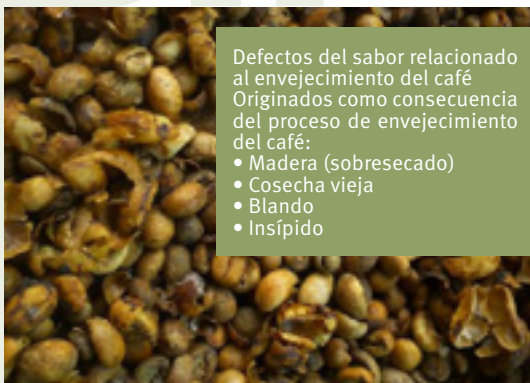 Defectos del sabor relacionado
al envejecimiento del café
Originados como consecuencia
del proceso de envejecimiento
del café:
• Madera (sobresecado)
• Cosecha vieja
• Blando
• Insípido